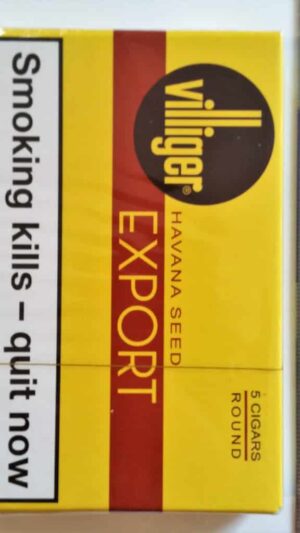 villiger®
HAVANA SEED
EXPORT
5 CIGARS
ROUND
Smoking kills – quit now